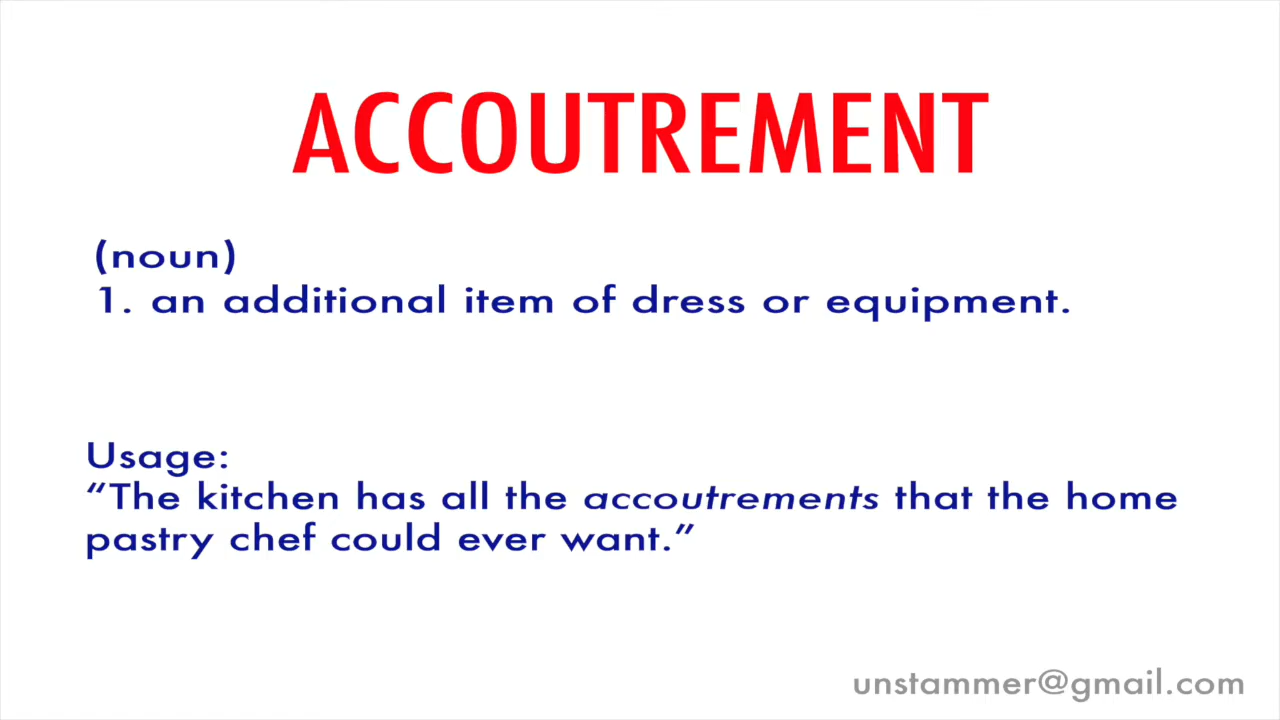 ACCOUTREMENT
(noun)
1. an additional item of dress or equipment.
Usage:
“The kitchen has all the accoutrements that the home
pastry chef could ever want.”
unstammer@gmail.com